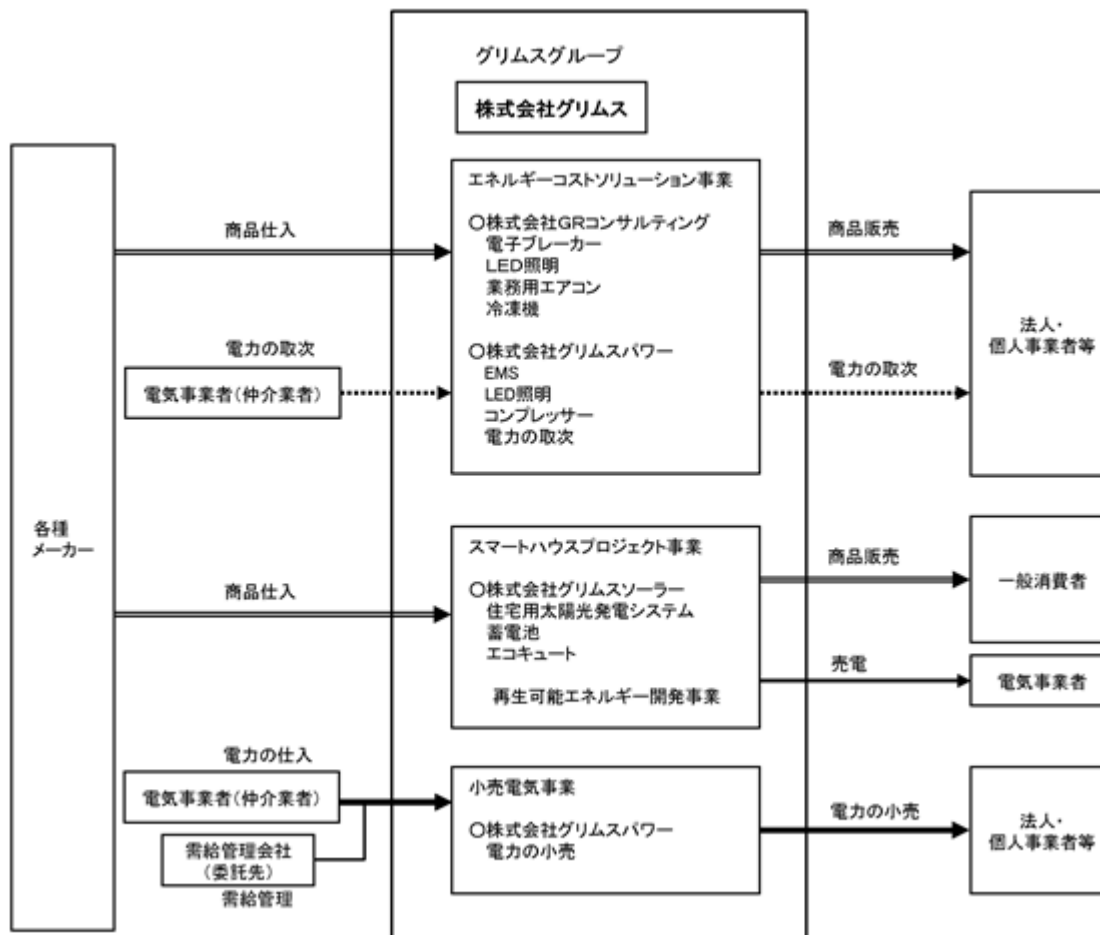 グリムスグループ
株式会社グリムス
各種
メーカー
商品仕入
エネルギーコストソリューション事業
〇株式会社GRコンサルティング
電子ブレーカー
LED照明
業務用エアコン
冷凍機
〇株式会社グリムスパワー
EMS
LED照明
コンプレッサー
電力の取次
電力の取次
電気事業者(仲介業者)
商品販売
電力の取次
法人・
個人事業者等
商品仕入
スマートハウスプロジェクト事業
〇株式会社グリムスソーラー
住宅用太陽光発電システム
蓄電池
エコキュート
再生可能エネルギー開発事業
商品販売
一般消費者
売電
電気事業者
電力の仕入
電気事業者(仲介業者)
需給管理会社
(委託先)
需給管理
小売電気事業
〇株式会社グリムスパワー
電力の小売
電力の小売
法人・
個人事業者等